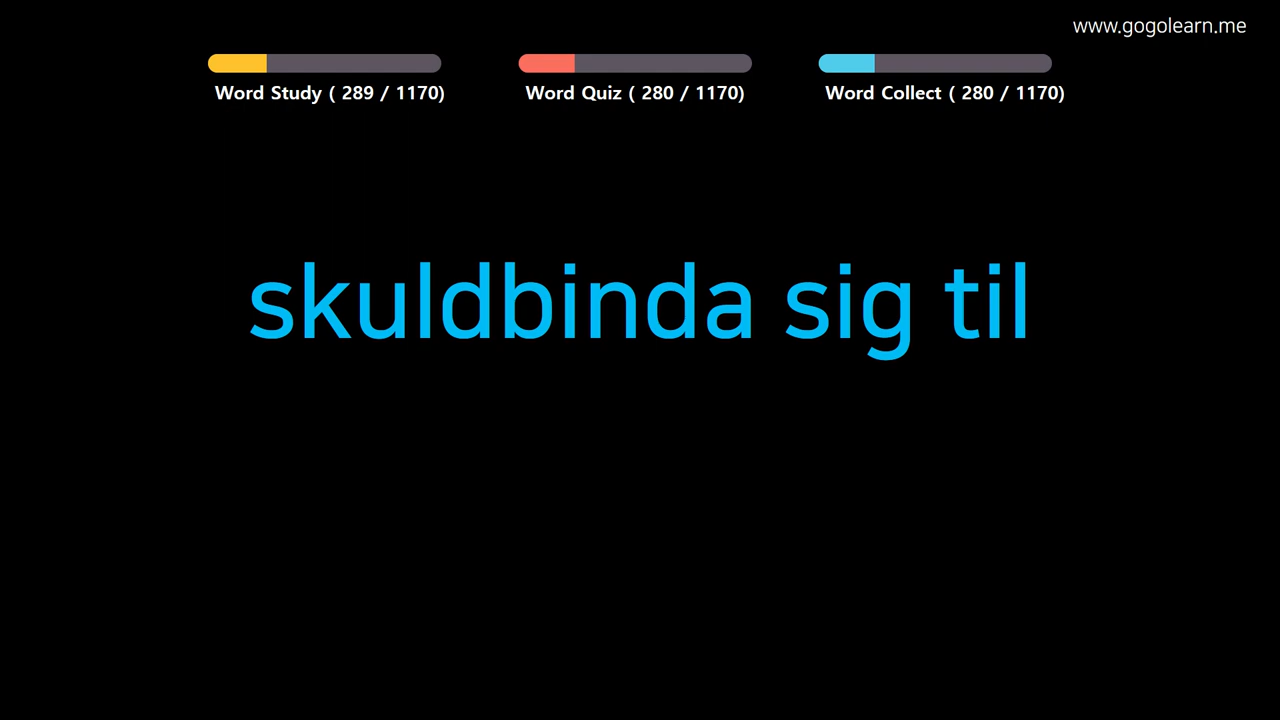 www.gogolearn.me
Word Study ( 289 / 1170)
Word Quiz ( 280 / 1170)
Word Collect ( 280 / 1170)
skuldbinda sig til